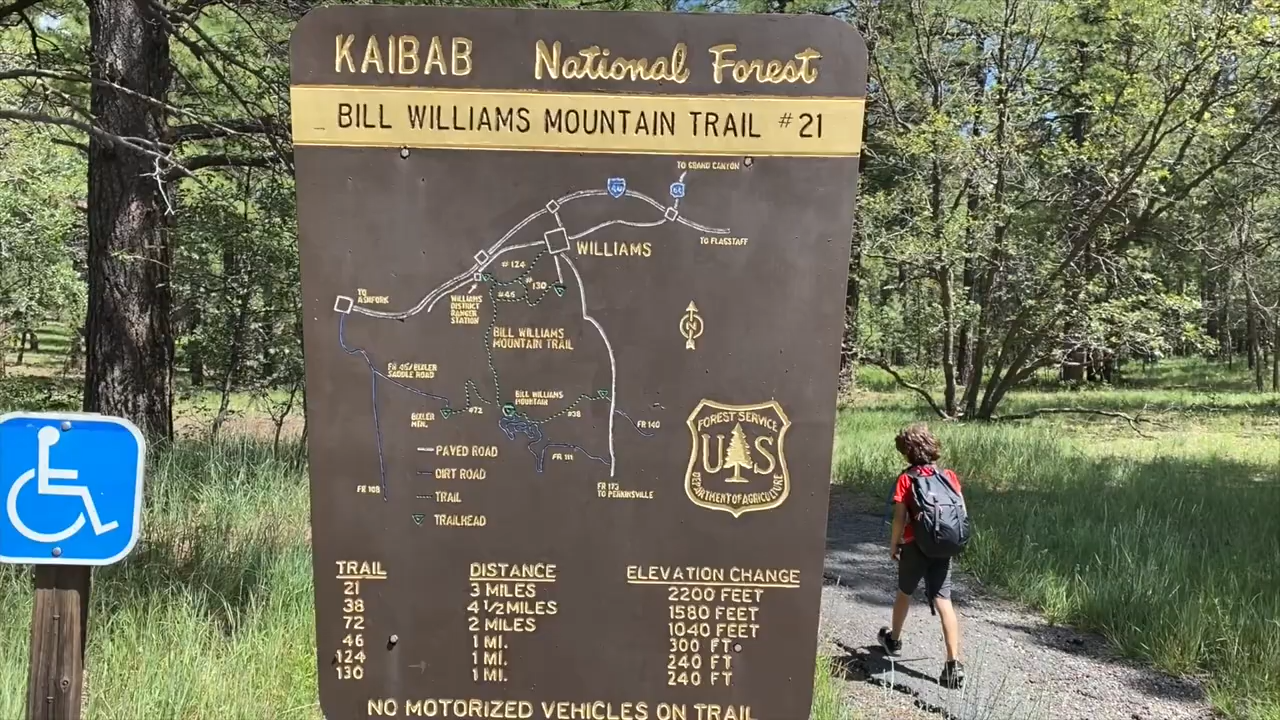 KAIBAB National Forest
BILL WILLIAMS MOUNTAIN TRAIL #21
TO GRAND CANYON
40
64
TO FLAGSTAFF
WILLIAMS
#124
#130
#46
TO
ASHFORK
WILLIAMS
DISTRICT
RANGER
STATION
N
BILL WILLIAMS
MOUNTAIN TRAIL
SADDLE ROAD
BILL WILLIAMS
MOUNTAIN
BIXLER
MTN.
#72
#38
FR 140
FR 111
PAVED ROAD
DIRT ROAD
TRAIL
TRAILHEAD
FR 108
FR 173
TO PERKINSVILLE
FOREST SERVICE
US
DEPARTMENT OF AGRICULTURE
TRAIL DISTANCE ELEVATION CHANGE
21 3 MILES 2200 FEET
38 4 1/2 MILES 1580 FEET
72 2 MILES 1040 FEET
46 1 MI. 300 FT
124 1 MI. 240 FT
130 1 MI. 240 FT
NO MOTORIZED VEHICLES ON TRAIL